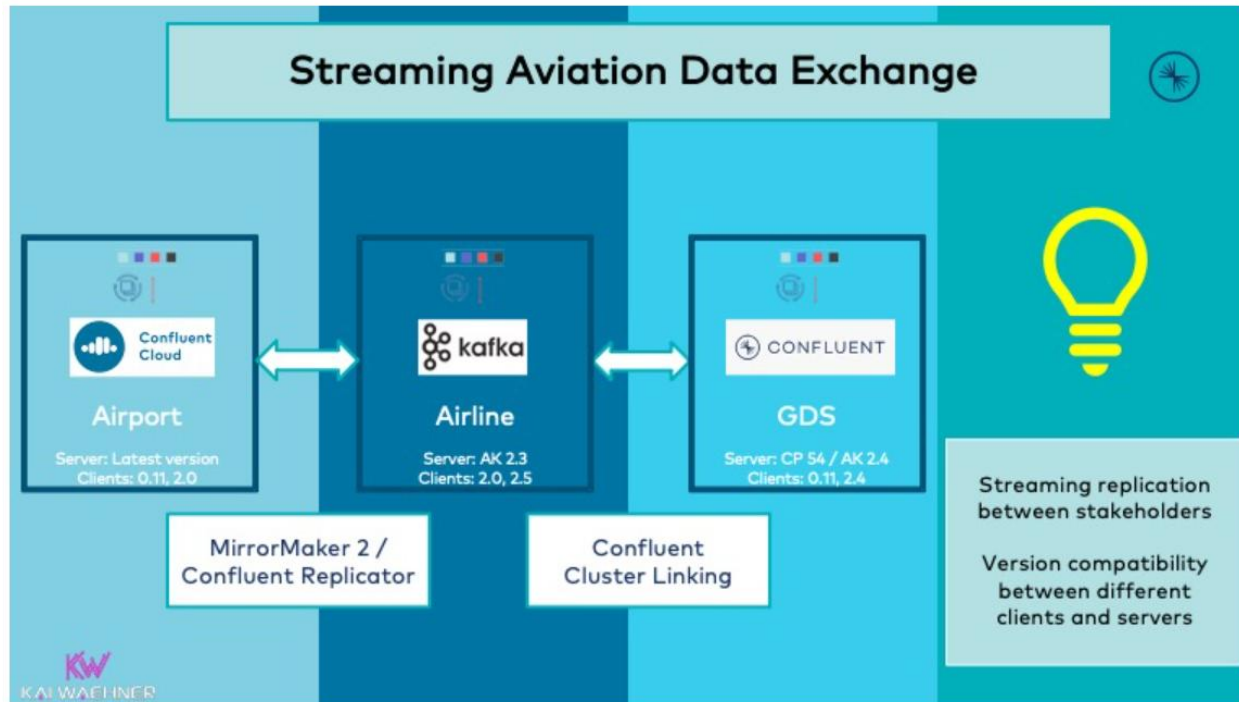 Streaming Aviation Data Exchange
Confluent
Cloud
Airport
Server: Latest version
Clients: 0.11, 2.0
kafka
Airline
Server: AK 2.3
Clients: 2.0, 2.5
CONFLUENT
GDS
Server: CP 54 / AK 2.4
Clients: 0.11, 2.4
MirrorMaker 2 /
Confluent Replicator
Confluent
Cluster Linking
Streaming replication
between stakeholders
Version compatibility
between different
clients and servers
KW
KAI WAEHNER